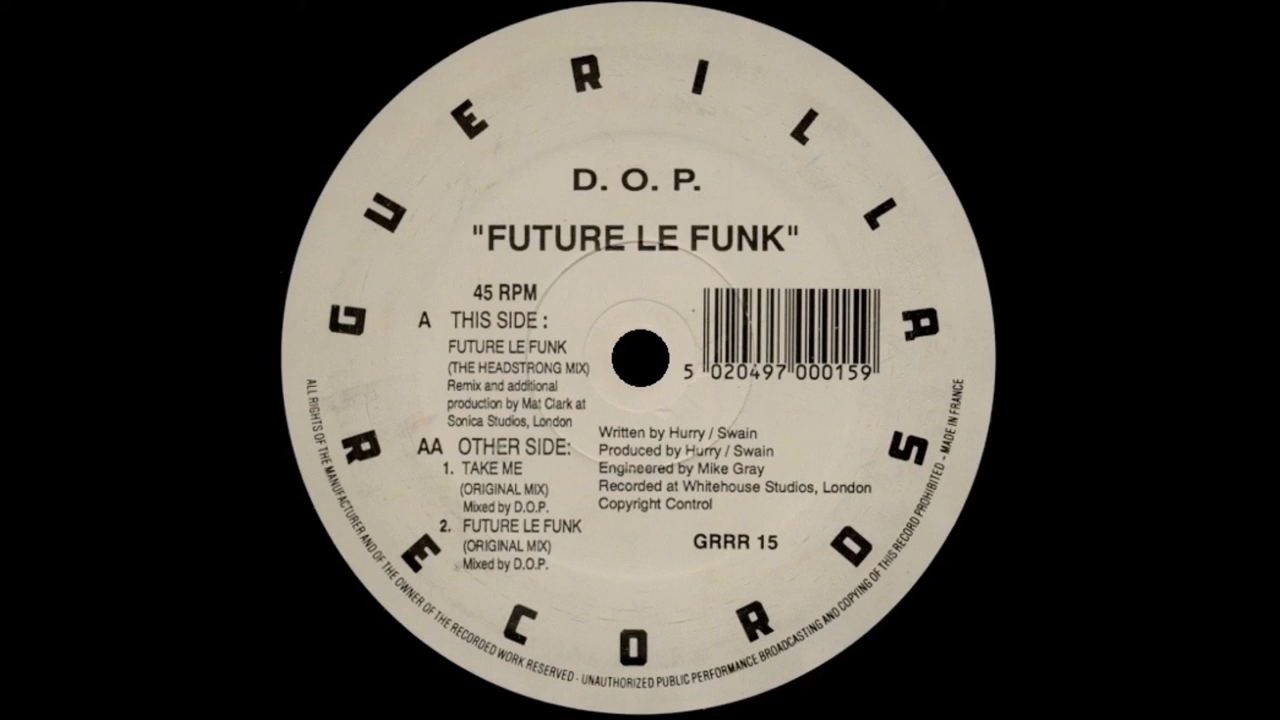 GUERILLA RECORDS
D. O. P.
"FUTURE LE FUNK"
45 RPM
A THIS SIDE :
FUTURE LE FUNK
(THE HEADSTRONG MIX)
Remix and additional
production by Mat Clark at
Sonica Studios, London
AA OTHER SIDE:
1. TAKE ME
(ORIGINAL MIX)
Mixed by D.O.P.
2. FUTURE LE FUNK
(ORIGINAL MIX)
Mixed by D.O.P.
5 020497 000159
Written by Hurry / Swain
Produced by Hurry / Swain
Engineered by Mike Gray
Recorded at Whitehouse Studios, London
Copyright Control
GRRR 15
ALL RIGHTS OF THE MANUFACTURER AND OF THE OWNER OF THE RECORDED WORK RESERVED - UNAUTHORIZED PUBLIC PERFORMANCE BROADCASTING AND COPYING OF THIS RECORD PROHIBITED - MADE IN FRANCE